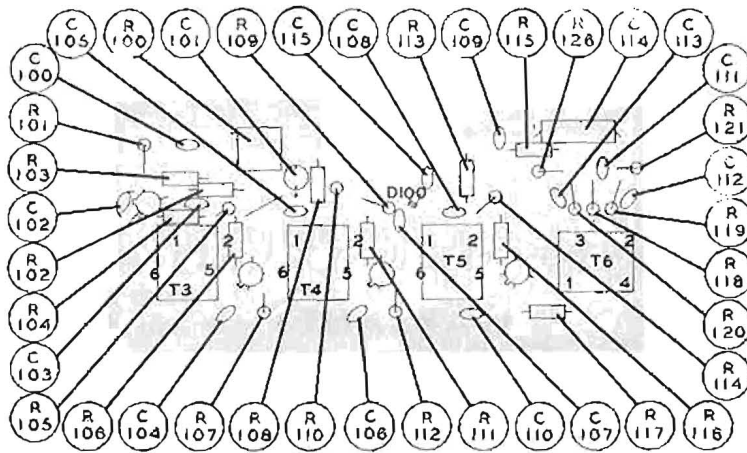 C 105
R 100
C 101
R 109
C 115
C 108
R 113
C 109
R 115
R 126
C 114
C 113
C 100
C 111
R 101
R 121
R 103
C 112
C 102
R 119
R 102
R 118
R 104
R 120
C 103
R 114
R 105
R 106
C 104
R 107
R 108
R 110
C 106
R 112
R 111
C 110
C 107
R 117
R 116
D100
1 2
6 5
T3
1 2
6 5
T4
1 2
6 5
T5
3 2
1 4
T6